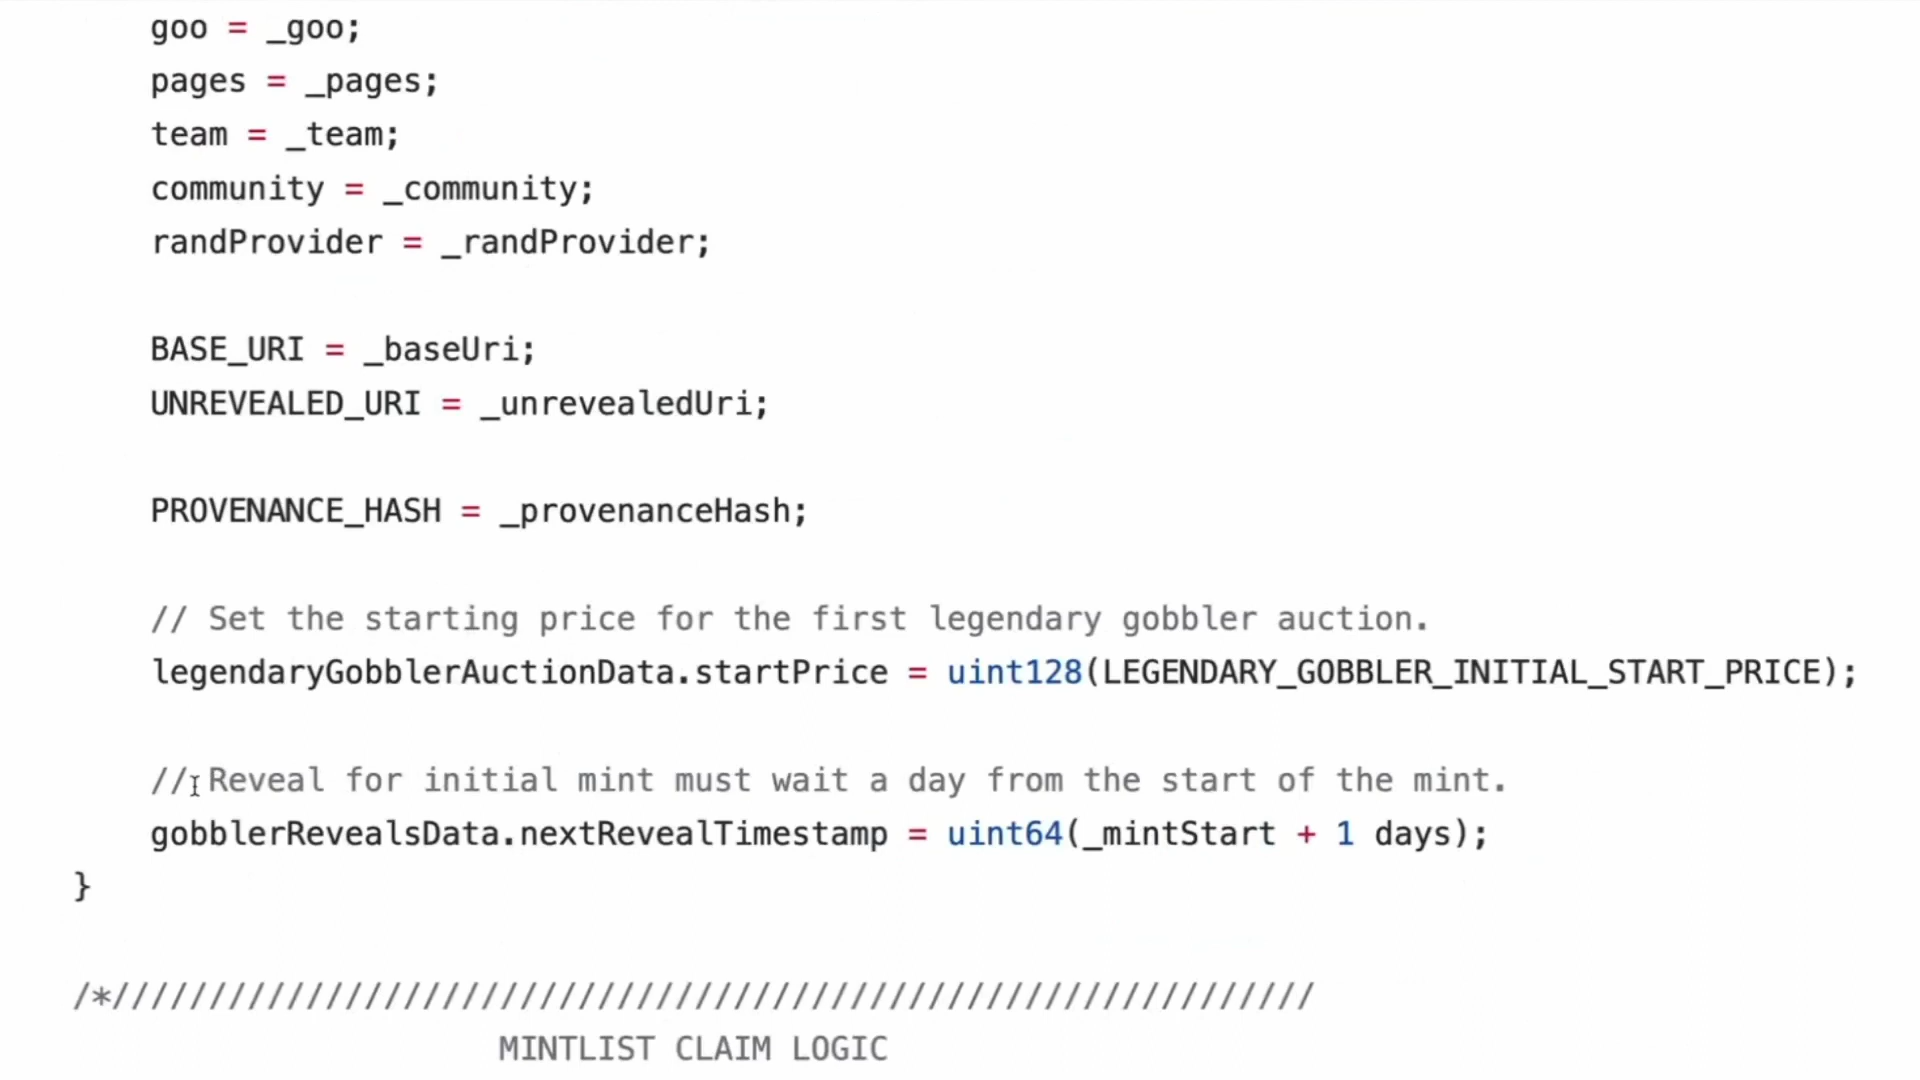 goo = _goo;
pages = _pages;
team = _team;
community = _community;
randProvider = _randProvider;
BASE_URI = _baseUri;
UNREVEALED_URI = _unrevealedUri;
PROVENANCE_HASH = _provenanceHash;
// Set the starting price for the first legendary gobbler auction.
legendaryGobblerAuctionData.startPrice = uint128(LEGENDARY_GOBBLER_INITIAL_START_PRICE);
// Reveal for initial mint must wait a day from the start of the mint.
gobblerRevealsData.nextRevealTimestamp = uint64(_mintStart + 1 days);
}
/*//////////////////////////////////////////////////////////////
MINTLIST CLAIM LOGIC